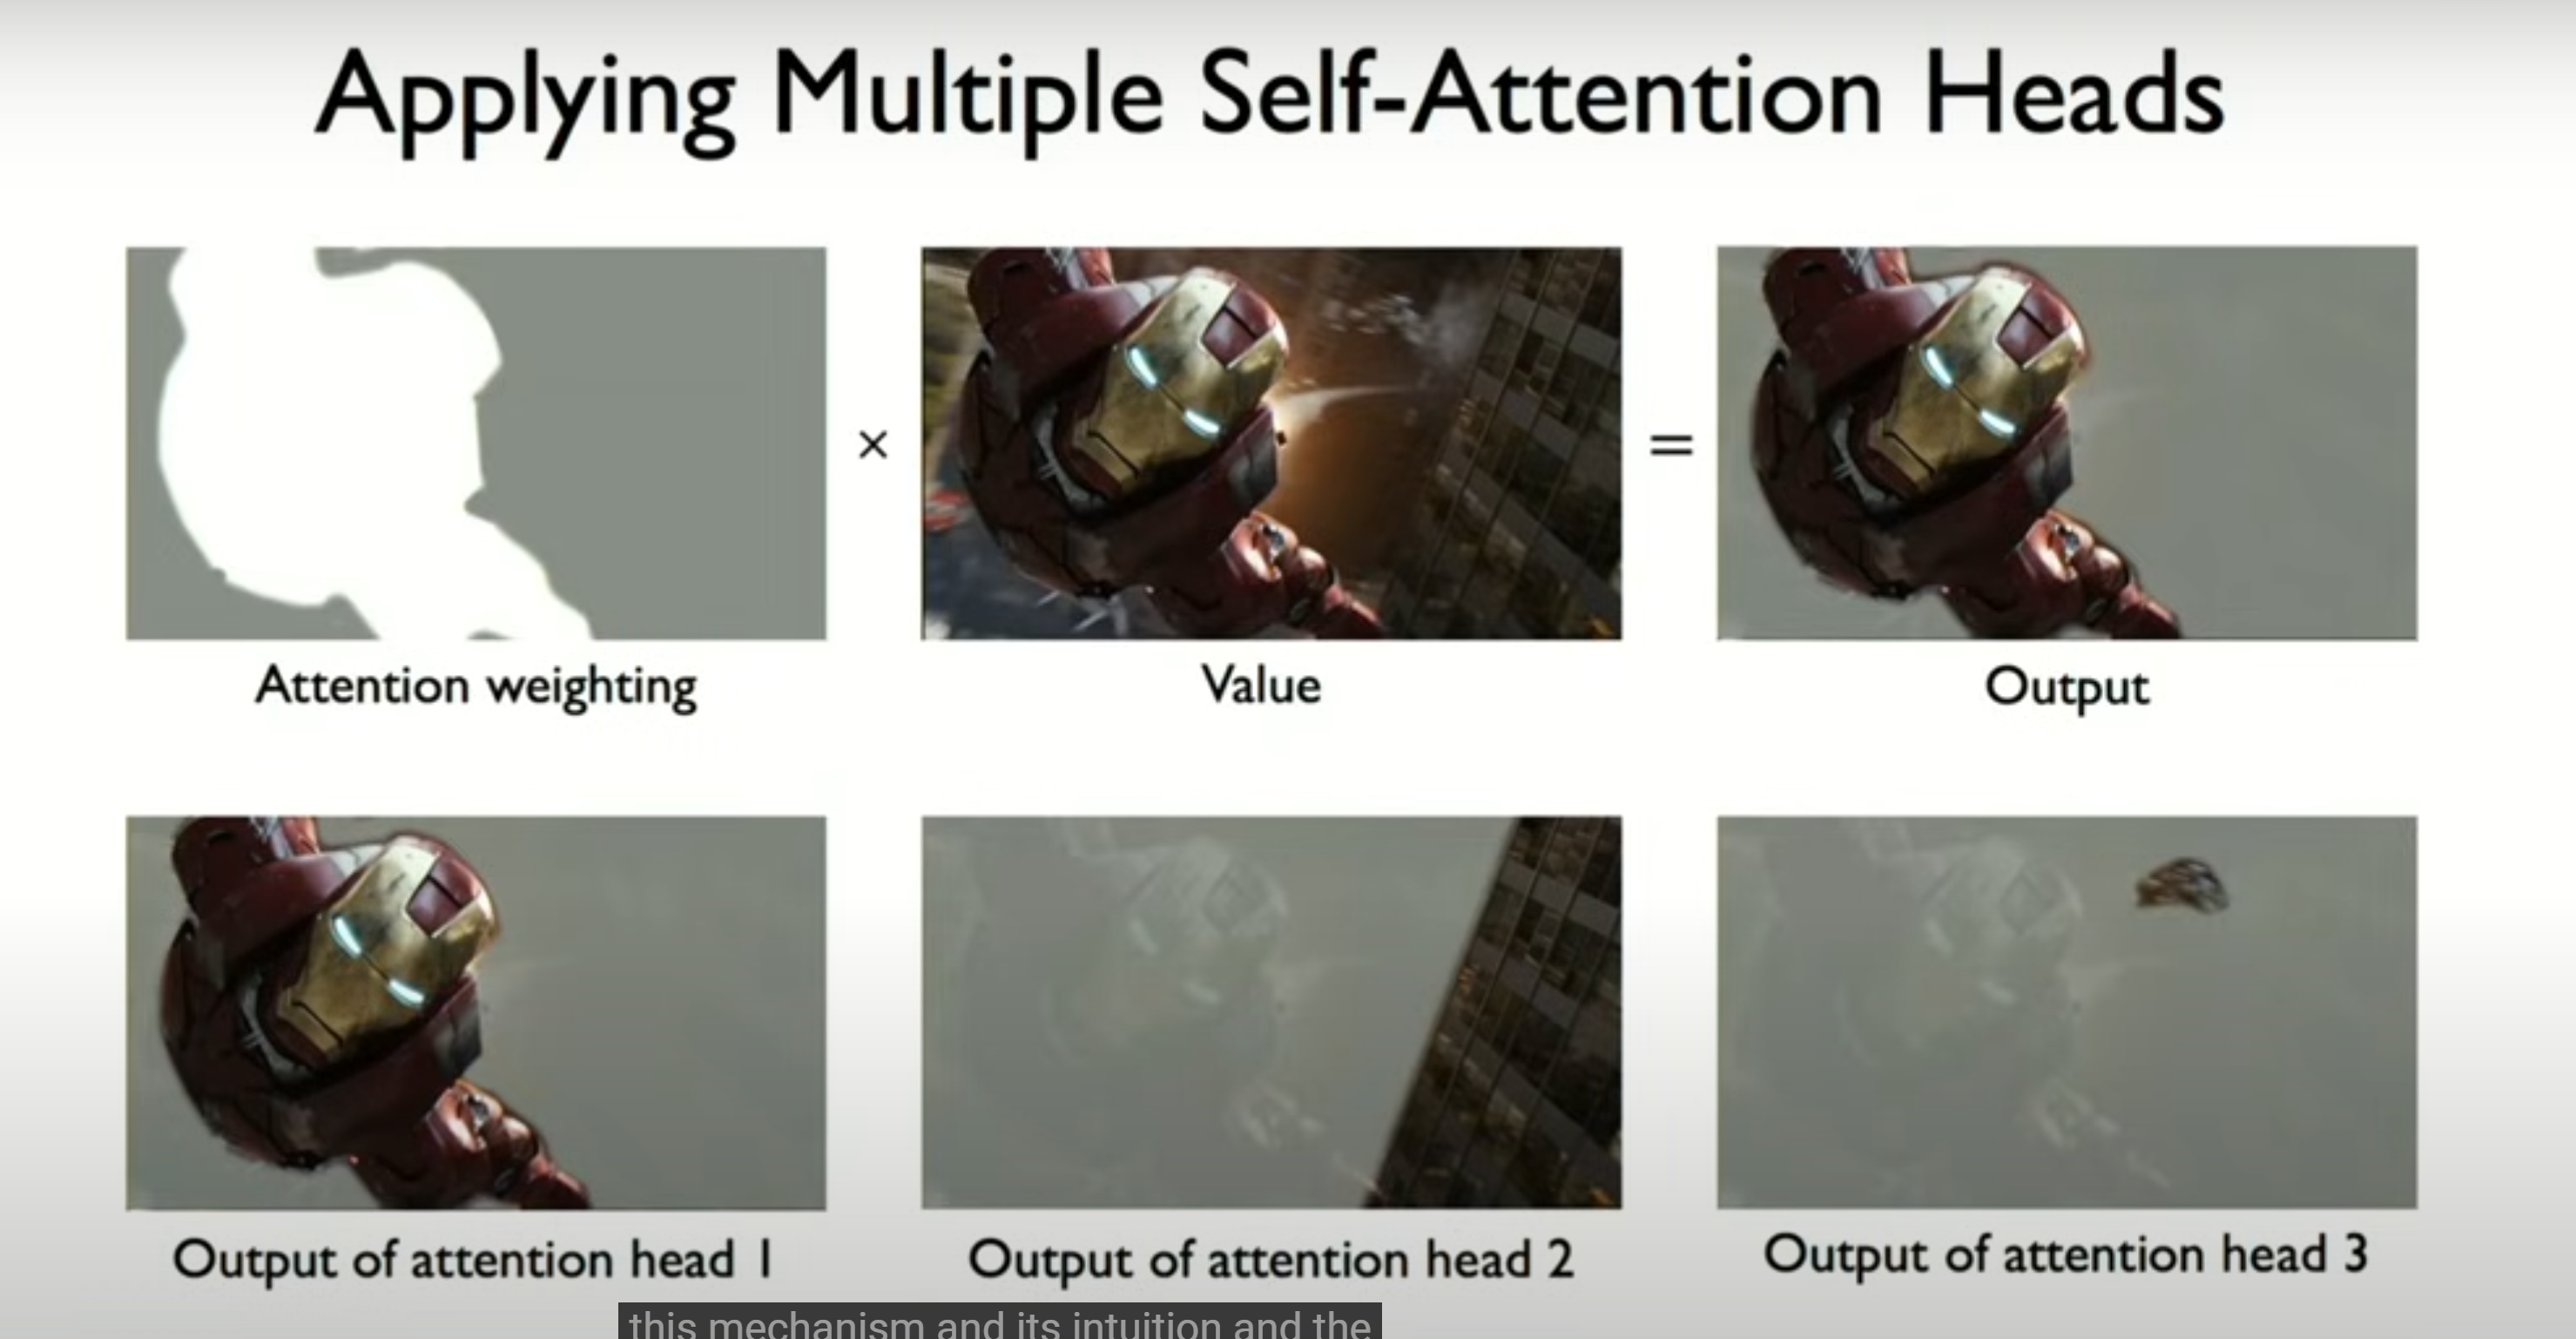 Applying Multiple Self-Attention Heads
×
=
Attention weighting
Value
Output
Output of attention head 1
Output of attention head 2
Output of attention head 3
this mechanism and its intuition and the